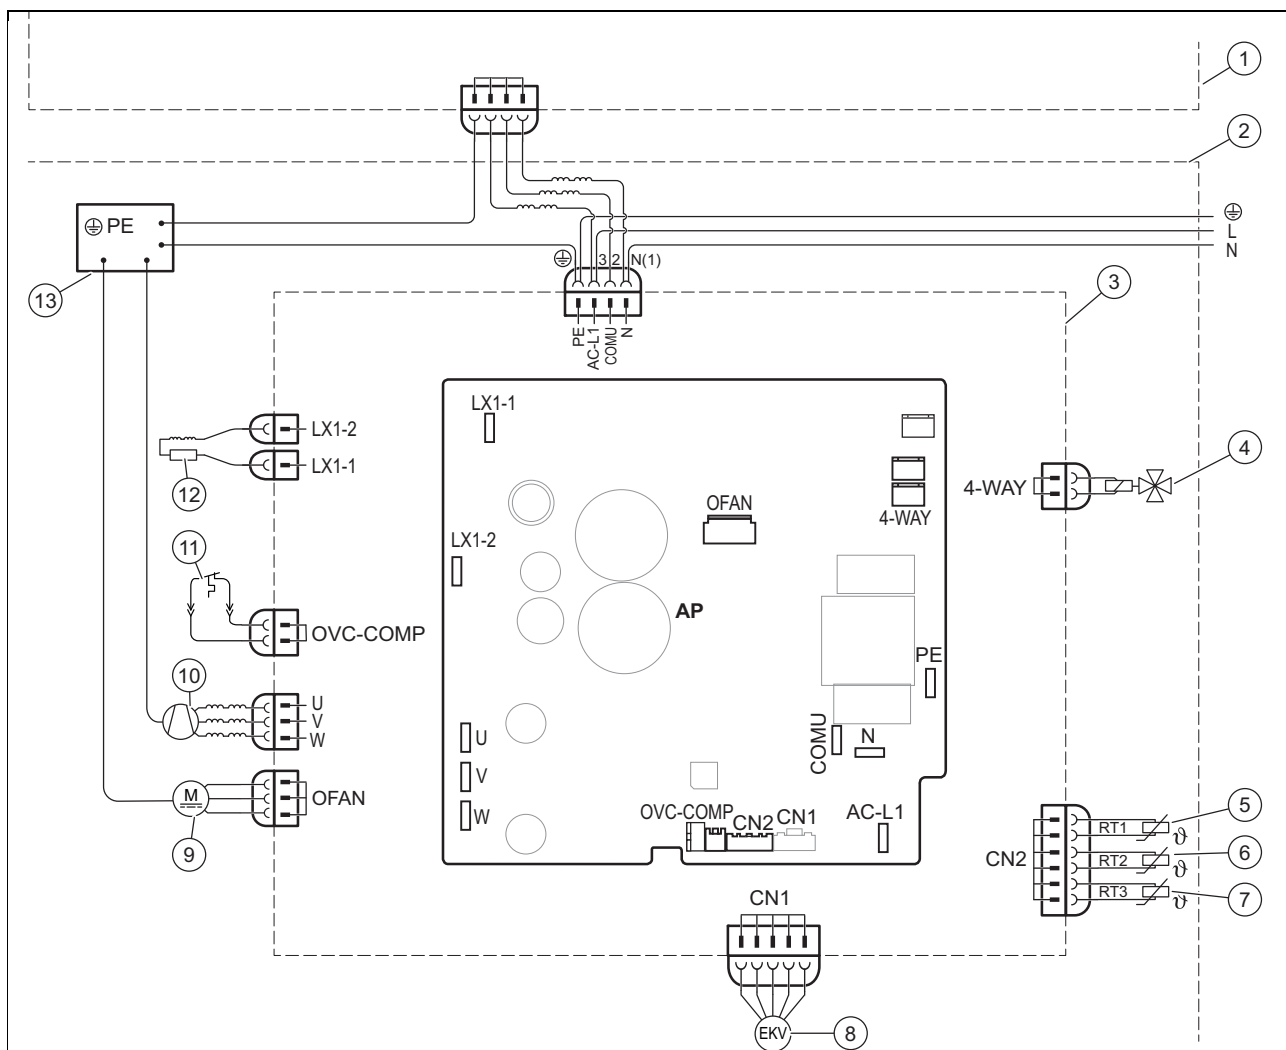 1
2
PE
L
N
3 2 N(1)
13
3
PE
AC-L1
COMU
N
LX1-1
LX1-2
LX1-1
12
4-WAY
4
OFAN
4-WAY
LX1-2
11
AP
OVC-COMP
PE
10
U
V
W
COMU
N
U
V
W
M
OFAN
9
OVC-COMP
CN2
CN1
AC-L1
CN2
RT1
ϑ
5
RT2
ϑ
6
RT3
ϑ
7
CN1
EKV
8